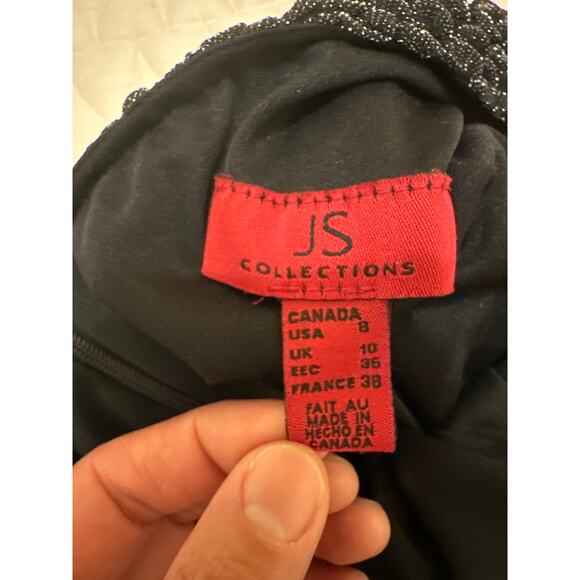 JS
COLLECTIONS
CANADA
USA 8
UK 10
EEC 36
FRANCE 38
FAIT AU
MADE IN
HECHO EN
CANADA